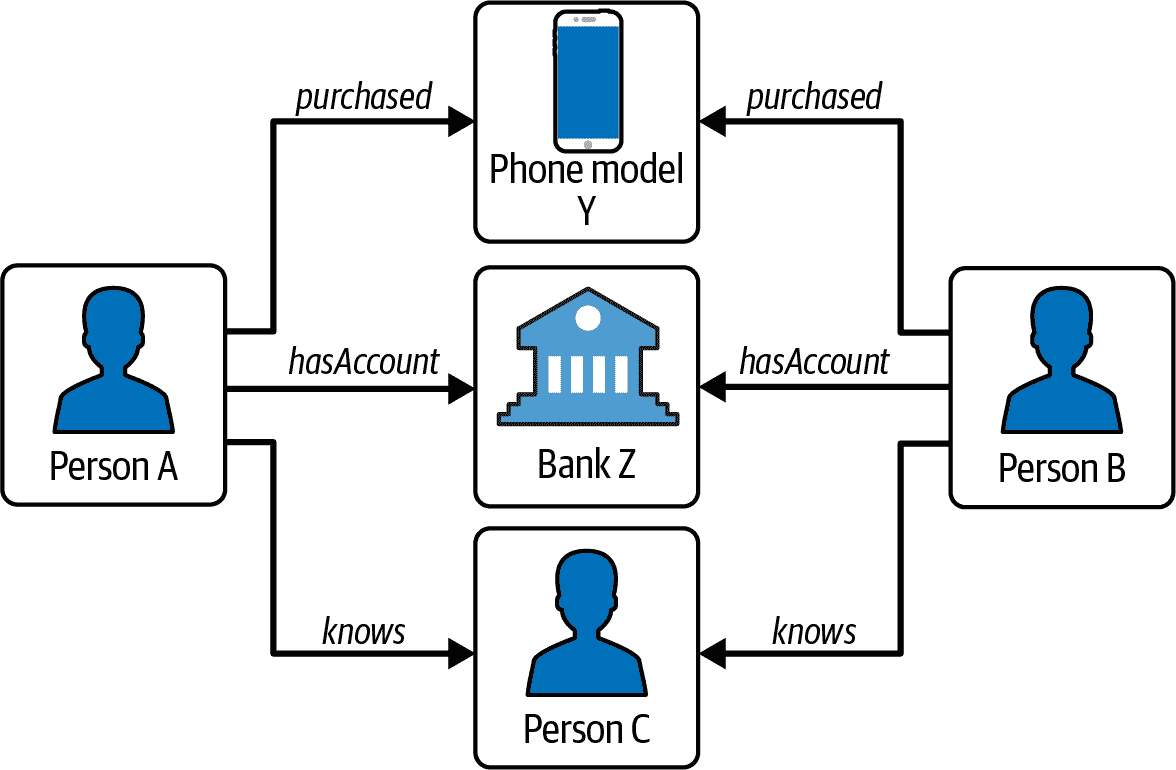 purchased
purchased
Phone model
Y
hasAccount
hasAccount
Person A
Bank Z
Person B
knows
knows
Person C